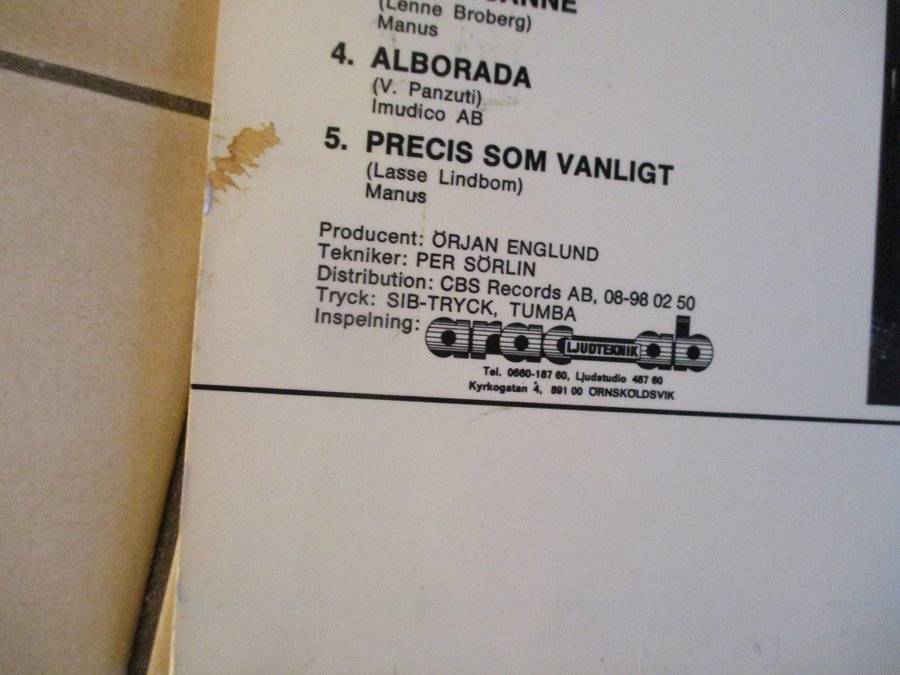 (Lenne Broberg)
Manus
4. ALBORADA
(V. Panzuti)
Imudico AB
5. PRECIS SOM VANLIGT
(Lasse Lindbom)
Manus
Producent: ÖRJAN ENGLUND
Tekniker: PER SÖRLIN
Distribution: CBS Records AB, 08-98 02 50
Tryck: SIB-TRYCK, TUMBA
Inspelning: arac LJUDTEKNIK ab
Tel. 0660-187 60, Ljudstudio 487 60
Kyrkogatan 4, 891 00 ÖRNSKÖLDSVIK